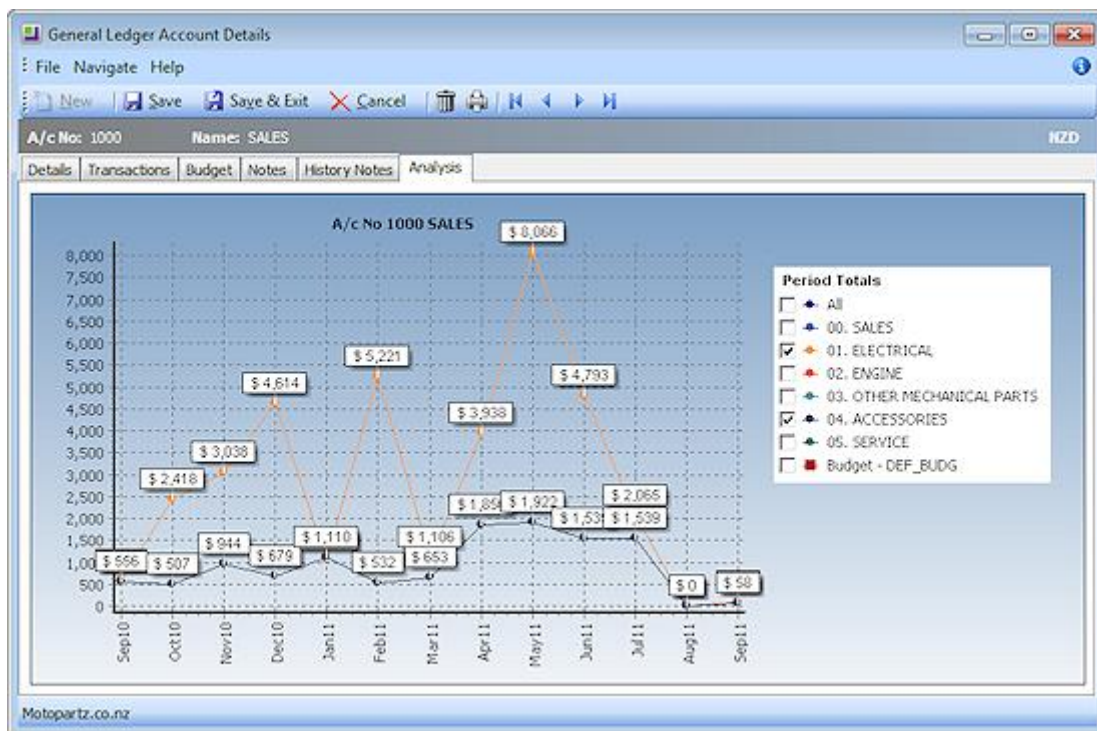 General Ledger Account Details
File Navigate Help
New Save Save & Exit Cancel
A/c No: 1000 Name: SALES NZD
Details Transactions Budget Notes History Notes Analysis
A/c No 1000 SALES
$ 8,066
8,000
7,500
7,000
6,500
6,000
5,500
5,000
4,500
4,000
3,500
3,000
2,500
2,000
1,500
500
0
$ 5,221
$ 4,793
$ 4,614
$ 3,938
$ 3,038
$ 2,418
$ 2,065
$ 1,922
$ 1,539
$ 1,110
$ 1,106
$ 944
$ 679
$ 653
$ 556
$ 507
$ 532
$ 0
$ 58
Sep10
Oct10
Nov10
Dec10
Jan11
Feb11
Mar11
Apr11
May11
Jun11
Jul11
Aug11
Sep11
Period Totals
All
00. SALES
01. ELECTRICAL
02. ENGINE
03. OTHER MECHANICAL PARTS
04. ACCESSORIES
05. SERVICE
Budget - DEF_BUDG
Motopartz.co.nz